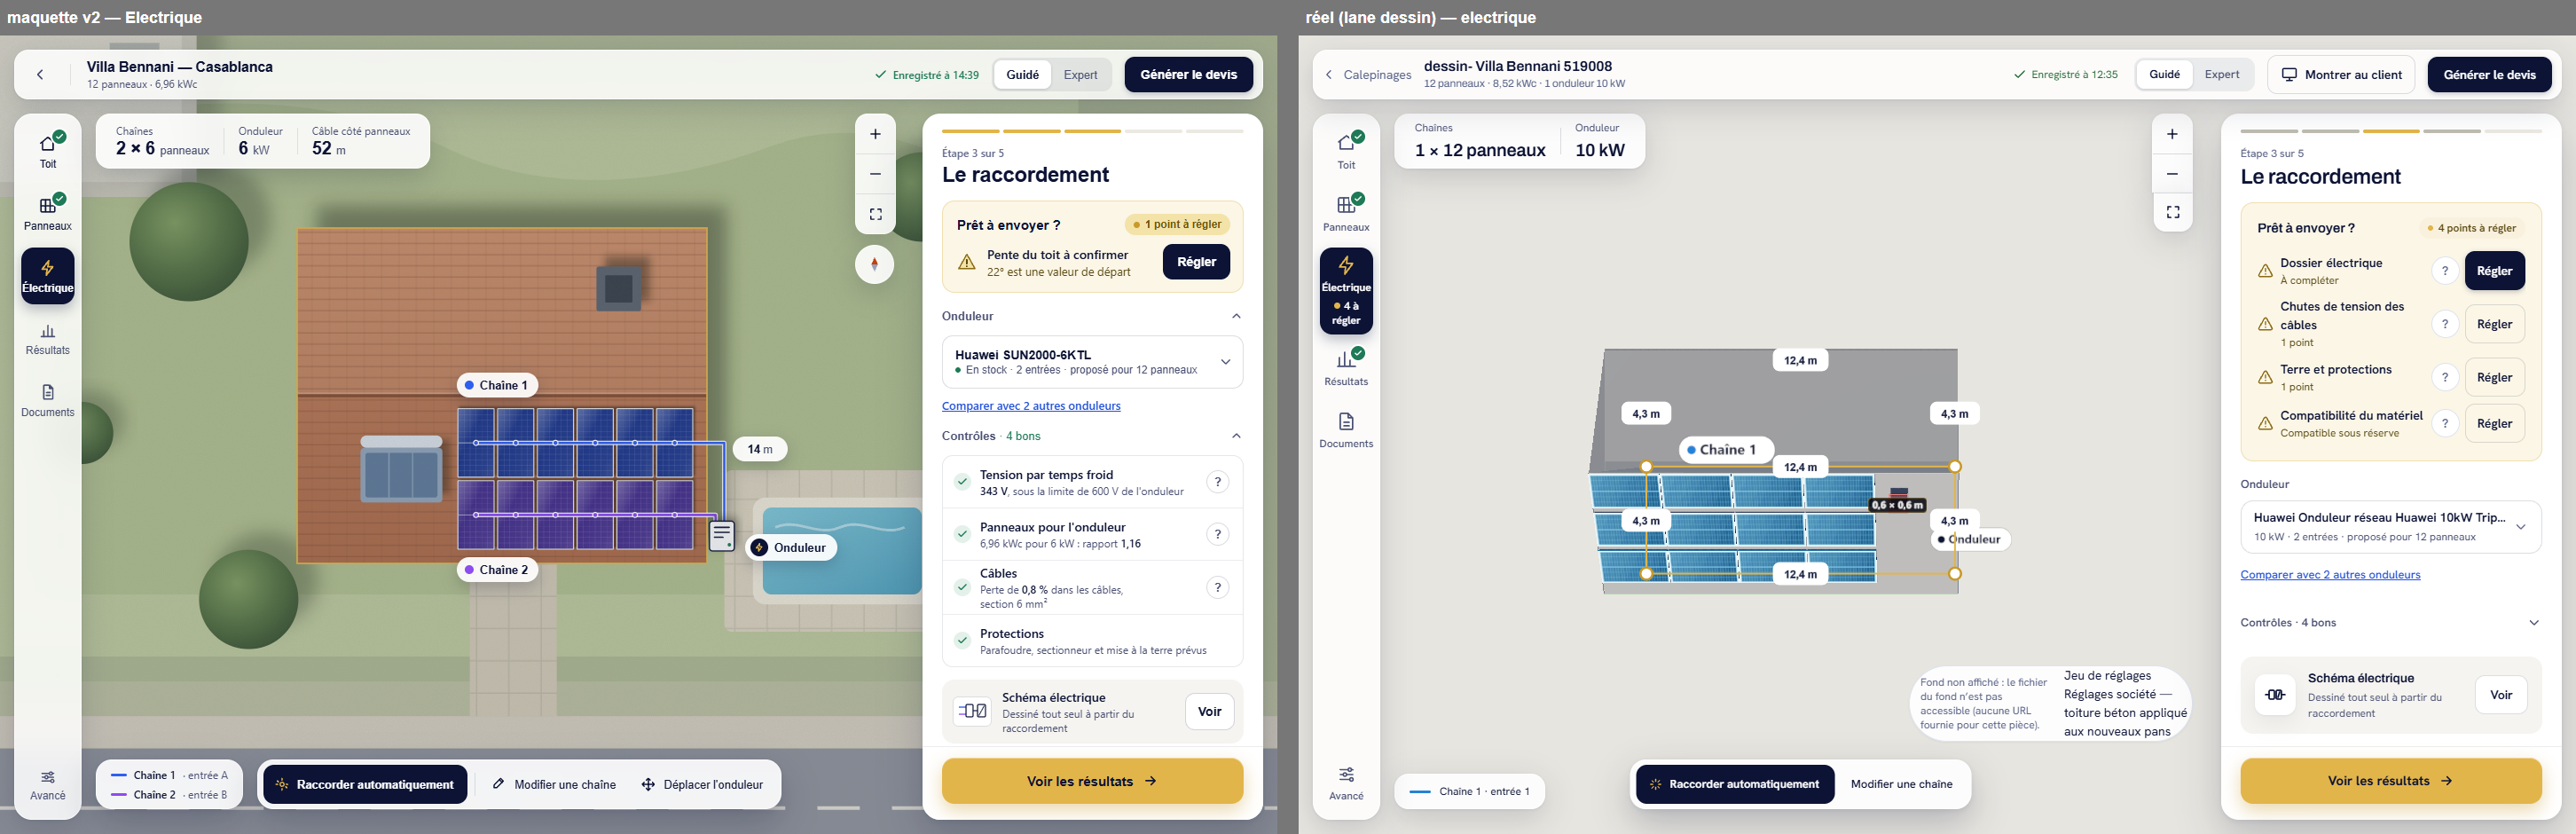 maquette v2 — Electrique
Villa Bennani — Casablanca
12 panneaux · 6,96 kWc
Enregistré à 14:39
Guidé
Expert
Générer le devis
Toit
Panneaux
Électrique
Résultats
Documents
Avancé
Chaînes
2 × 6 panneaux
Onduleur
6 kW
Câble côté panneaux
52 m
+
−
Chaîne 1
Chaîne 2
14 m
Onduleur
Étape 3 sur 5
Le raccordement
Prêt à envoyer ?
1 point à régler
Pente du toit à confirmer
22° est une valeur de départ
Régler
Onduleur
Huawei SUN2000-6KTL
En stock · 2 entrées · proposé pour 12 panneaux
Comparer avec 2 autres onduleurs
Contrôles · 4 bons
Tension par temps froid
343 V, sous la limite de 600 V de l'onduleur
?
Panneaux pour l'onduleur
6,96 kWc pour 6 kW : rapport 1,16
?
Câbles
Perte de 0,8 % dans les câbles,
section 6 mm²
?
Protections
Parafoudre, sectionneur et mise à la terre prévus
Schéma électrique
Dessiné tout seul à partir du
raccordement
Voir
Voir les résultats →
Chaîne 1 · entrée A
Chaîne 2 · entrée B
Raccorder automatiquement
Modifier une chaîne
Déplacer l'onduleur
réel (lane dessin) — electrique
Calepinages
dessin- Villa Bennani 519008
12 panneaux · 8,52 kWc · 1 onduleur 10 kW
Enregistré à 12:35
Guidé
Expert
Montrer au client
Générer le devis
Toit
Panneaux
Électrique
4 à
régler
Résultats
Documents
Avancé
Chaînes
1 × 12 panneaux
Onduleur
10 kW
+
−
12,4 m
4,3 m
4,3 m
Chaîne 1
12,4 m
0,6 × 0,6 m
4,3 m
4,3 m
Onduleur
12,4 m
Fond non affiché : le fichier
du fond n'est pas
accessible (aucune URL
fournie pour cette pièce).
Jeu de réglages
Réglages société —
toiture béton appliqué
aux nouveaux pans
Chaîne 1 · entrée 1
Raccorder automatiquement
Modifier une chaîne
Étape 3 sur 5
Le raccordement
Prêt à envoyer ?
4 points à régler
Dossier électrique
À compléter
?
Régler
Chutes de tension des
câbles
1 point
?
Régler
Terre et protections
1 point
?
Régler
Compatibilité du matériel
Compatible sous réserve
?
Régler
Onduleur
Huawei Onduleur réseau Huawei 10kW Trip...
10 kW · 2 entrées · proposé pour 12 panneaux
Comparer avec 2 autres onduleurs
Contrôles · 4 bons
Schéma électrique
Dessiné tout seul à partir du
raccordement
Voir
Voir les résultats →